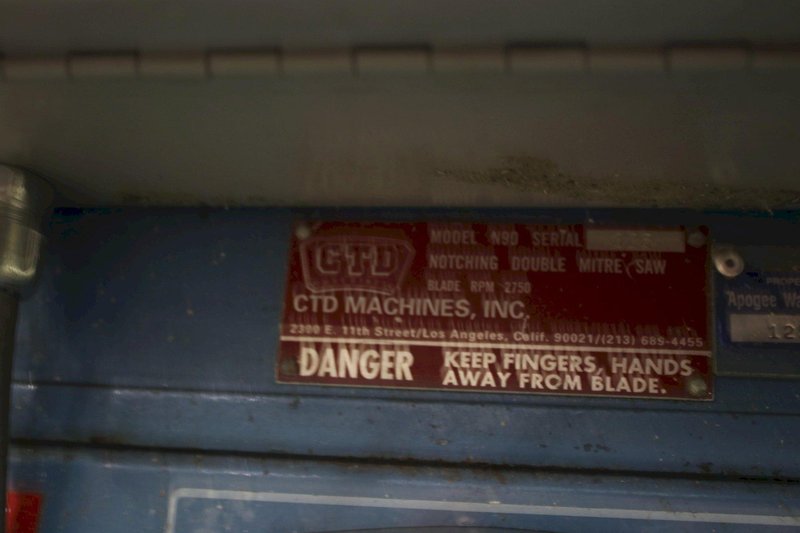 CTD
MODEL N90 SERIAL
NOTCHING DOUBLE MITRE SAW
BLADE RPM 2750
CTD MACHINES, INC.
2300 E. 11th Street/Los Angeles, Calif. 90021/(213) 689-4455
DANGER KEEP FINGERS, HANDS
AWAY FROM BLADE.
Apogee
12